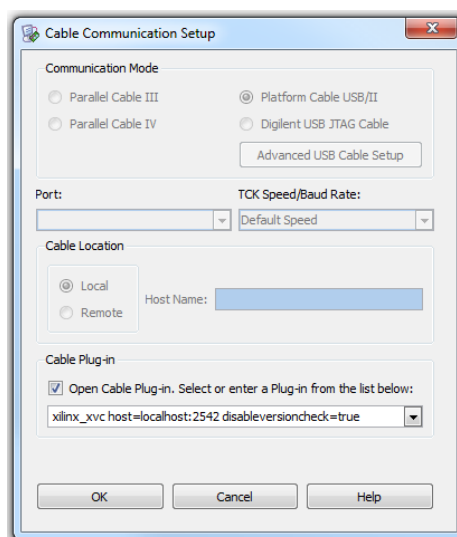 Cable Communication Setup
Communication Mode
Parallel Cable III
Platform Cable USB/II
Parallel Cable IV
Digilent USB JTAG Cable
Advanced USB Cable Setup
Port:
TCK Speed/Baud Rate:
Default Speed
Cable Location
Local
Remote
Host Name:
Cable Plug-in
Open Cable Plug-in. Select or enter a Plug-in from the list below:
xilinx_xvc host=localhost:2542 disableversioncheck=true
OK
Cancel
Help